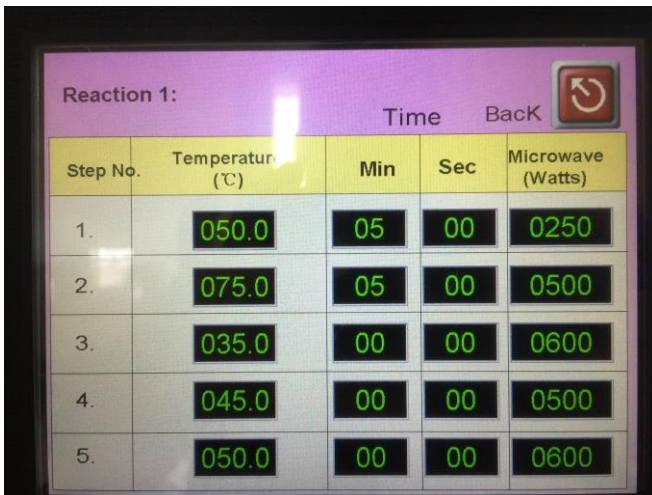 Reaction 1:
Time BacK
Step No. Temperature (℃) Min Sec Microwave (Watts)
1. 050.0 05 00 0250
2. 075.0 05 00 0500
3. 035.0 00 00 0600
4. 045.0 00 00 0500
5. 050.0 00 00 0600